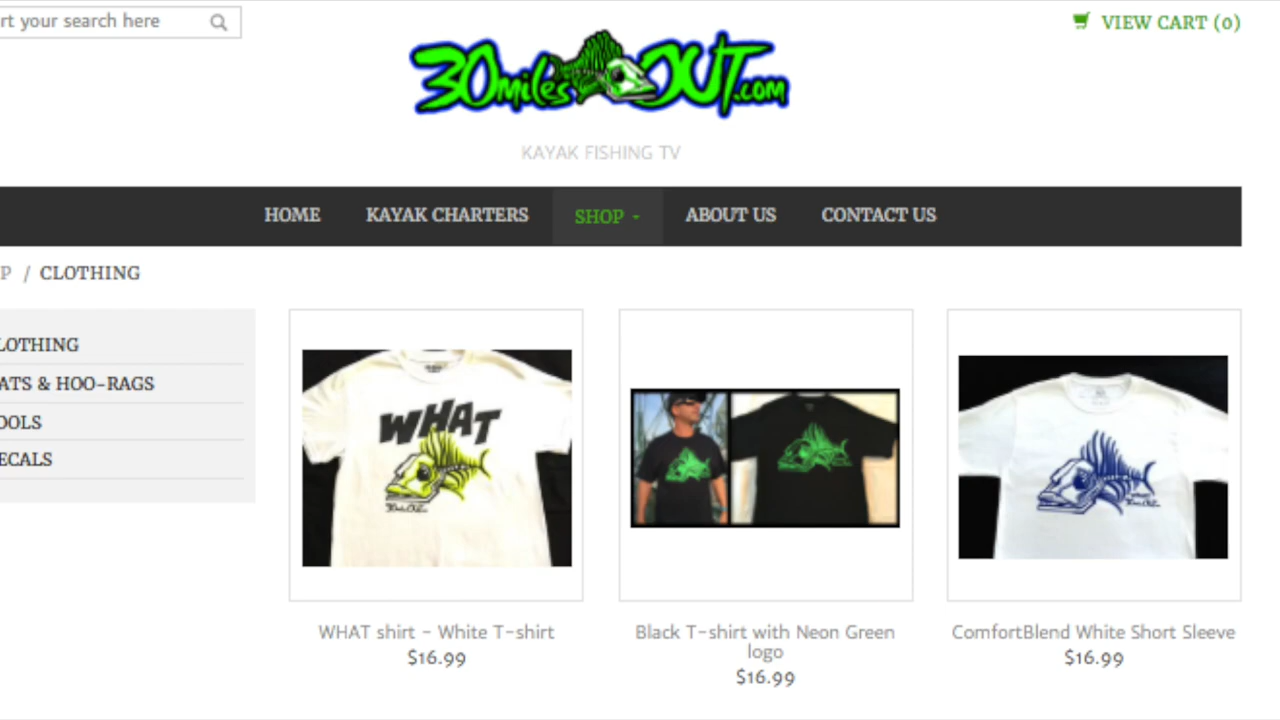 rt your search here
VIEW CART (0)
30milesOUT.com
KAYAK FISHING TV
HOME KAYAK CHARTERS SHOP ABOUT US CONTACT US
P / CLOTHING
LOTHING
ATS & HOO-RAGS
OOLS
ECALS
WHAT
30milesOUT
WHAT shirt - White T-shirt
$16.99
Black T-shirt with Neon Green
logo
$16.99
ComfortBlend White Short Sleeve
$16.99